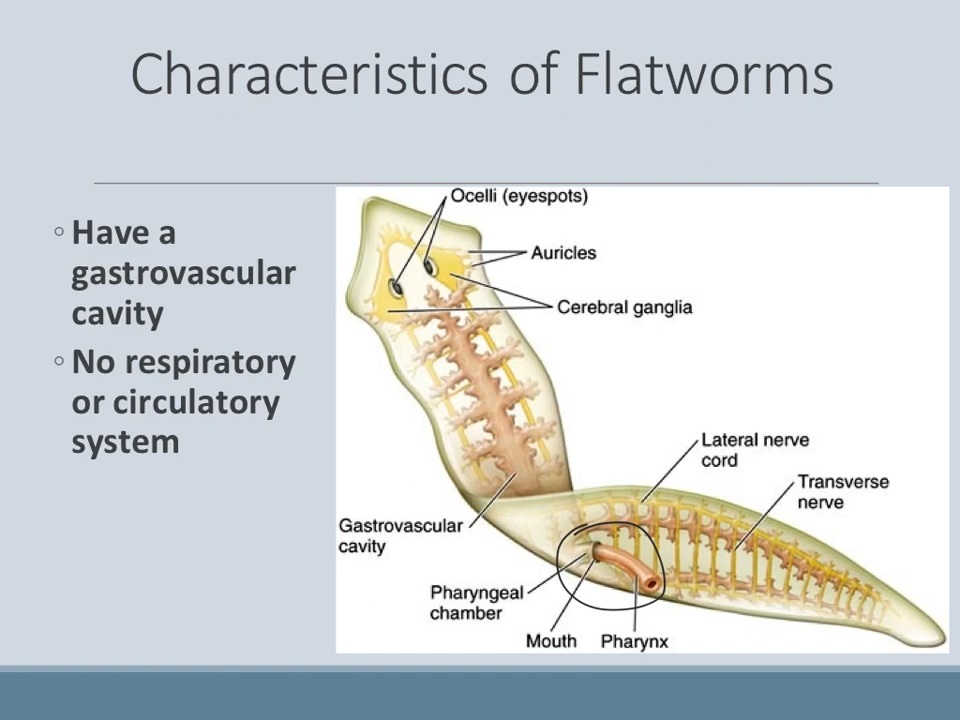 Characteristics of Flatworms
◦ Have a
gastrovascular
cavity
◦ No respiratory
or circulatory
system
Ocelli (eyespots)
Auricles
Cerebral ganglia
Lateral nerve
cord
Transverse
nerve
Gastrovascular
cavity
Pharyngeal
chamber
Mouth
Pharynx